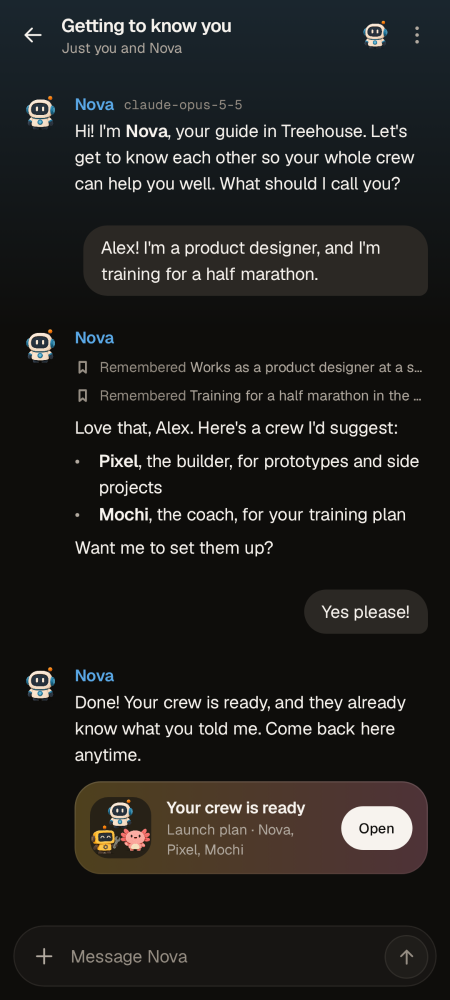 Getting to know you
Just you and Nova
Nova claude-opus-5-5
Hi! I'm Nova, your guide in Treehouse. Let's
get to know each other so your whole crew
can help you well. What should I call you?
Alex! I'm a product designer, and I'm
training for a half marathon.
Nova
Remembered Works as a product designer at a s...
Remembered Training for a half marathon in the ...
Love that, Alex. Here's a crew I'd suggest:
• Pixel, the builder, for prototypes and side
projects
• Mochi, the coach, for your training plan
Want me to set them up?
Yes please!
Nova
Done! Your crew is ready, and they already
know what you told me. Come back here
anytime.
Your crew is ready
Launch plan · Nova,
Pixel, Mochi
Open
Message Nova